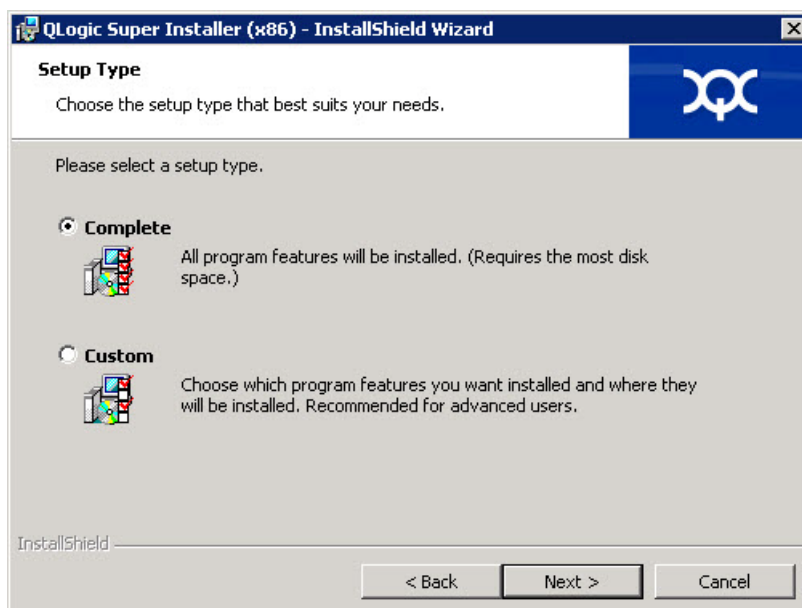 QLogic Super Installer (x86) - InstallShield Wizard
Setup Type
Choose the setup type that best suits your needs.
Please select a setup type.
Complete
All program features will be installed. (Requires the most disk
space.)
Custom
Choose which program features you want installed and where they
will be installed. Recommended for advanced users.
InstallShield
< Back
Next >
Cancel